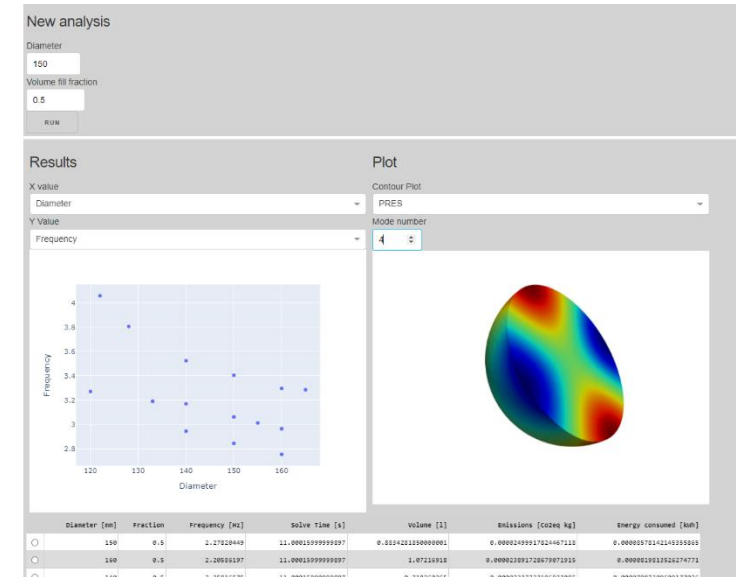 New analysis
Diameter
150
Volume fill fraction
0.5
RUN
Results
Plot
X value
Contour Plot
Diameter
PRES
Y Value
Mode number
Frequency
4
4
3.8
3.6
3.4
3.2
3
2.8
Frequency
120 130 140 150 160
Diameter
Diameter [mm] Fraction Frequency [Hz] Solve Time [s] Volume [l] Emissions [Co2eq kg] Energy consumed [kWh]
150 0.5 2.27820449 11.00015999999897
160 0.5 2.20586197 11.00015999999897 1.07216918
140 0.5